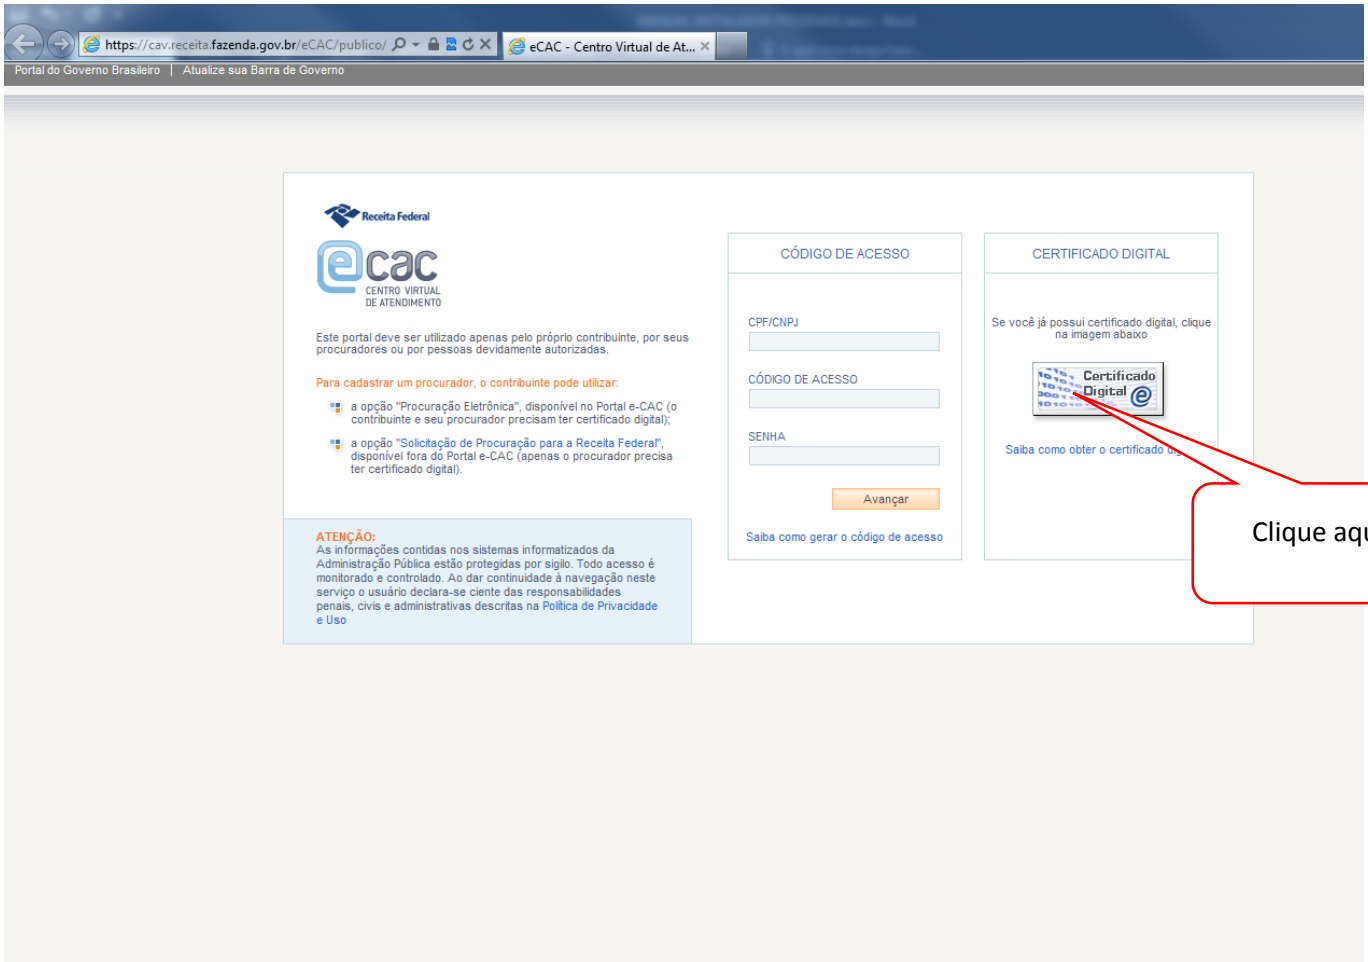 https://cav.receita.fazenda.gov.br/eCAC/publico/
eCAC - Centro Virtual de At...
Portal do Governo Brasileiro | Atualize sua Barra de Governo
Receita Federal
ecac
CENTRO VIRTUAL
DE ATENDIMENTO
Este portal deve ser utilizado apenas pelo próprio contribuinte, por seus
procuradores ou por pessoas devidamente autorizadas.
Para cadastrar um procurador, o contribuinte pode utilizar:
a opção "Procuração Eletrônica", disponível no Portal e-CAC (o
contribuinte e seu procurador precisam ter certificado digital);
a opção "Solicitação de Procuração para a Receita Federal",
disponível fora do Portal e-CAC (apenas o procurador precisa
ter certificado digital).
ATENÇÃO:
As informações contidas nos sistemas informatizados da
Administração Pública estão protegidas por sigilo. Todo acesso é
monitorado e controlado. Ao dar continuidade à navegação neste
serviço o usuário declara-se ciente das responsabilidades
penais, civis e administrativas descritas na Política de Privacidade
e Uso
CÓDIGO DE ACESSO
CPF/CNPJ
CÓDIGO DE ACESSO
SENHA
Avançar
Saiba como gerar o código de acesso
CERTIFICADO DIGITAL
Se você já possui certificado digital, clique
na imagem abaixo
Certificado
Digital e
Saiba como obter o certificado
Clique aqu